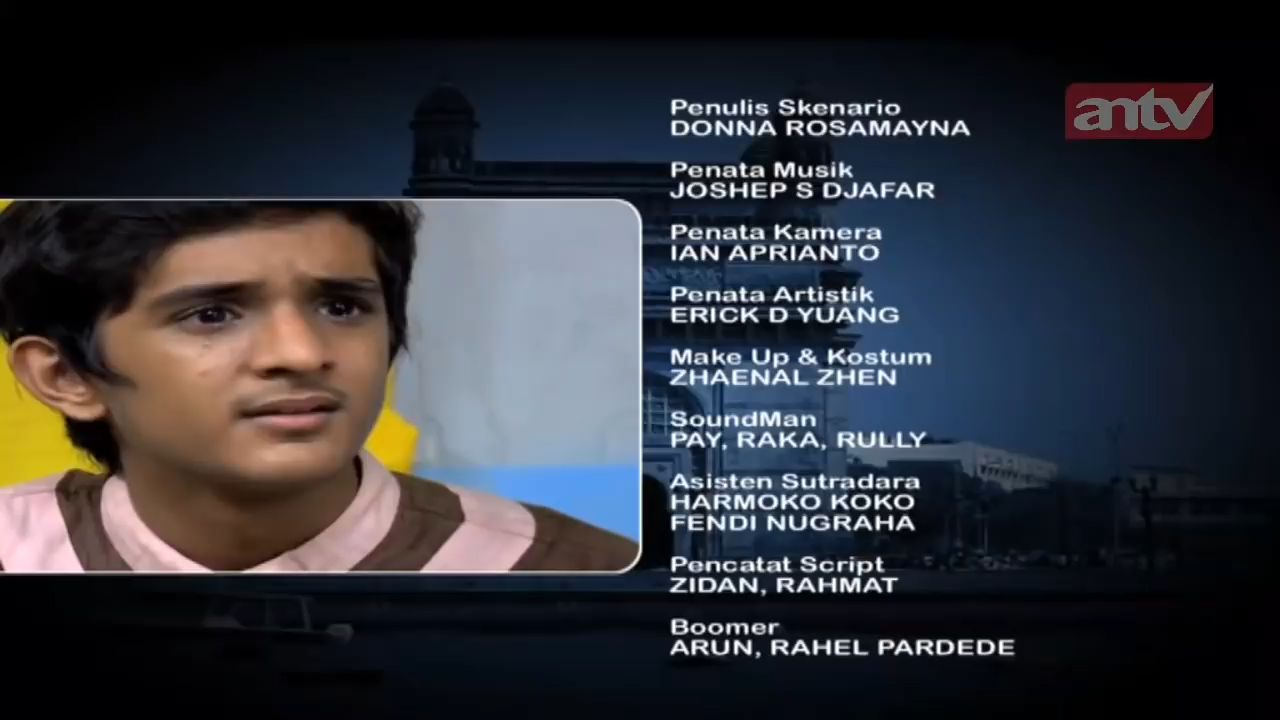 antv
Penulis Skenario
DONNA ROSAMAYNA
Penata Musik
JOSHEP S DJAFAR
Penata Kamera
IAN APRIANTO
Penata Artistik
ERICK D YUANG
Make Up & Kostum
ZHAENAL ZHEN
SoundMan
PAY, RAKA, RULLY
Asisten Sutradara
HARMOKO KOKO
FENDI NUGRAHA
Pencatat Script
ZIDAN, RAHMAT
Boomer
ARUN, RAHEL PARDEDE